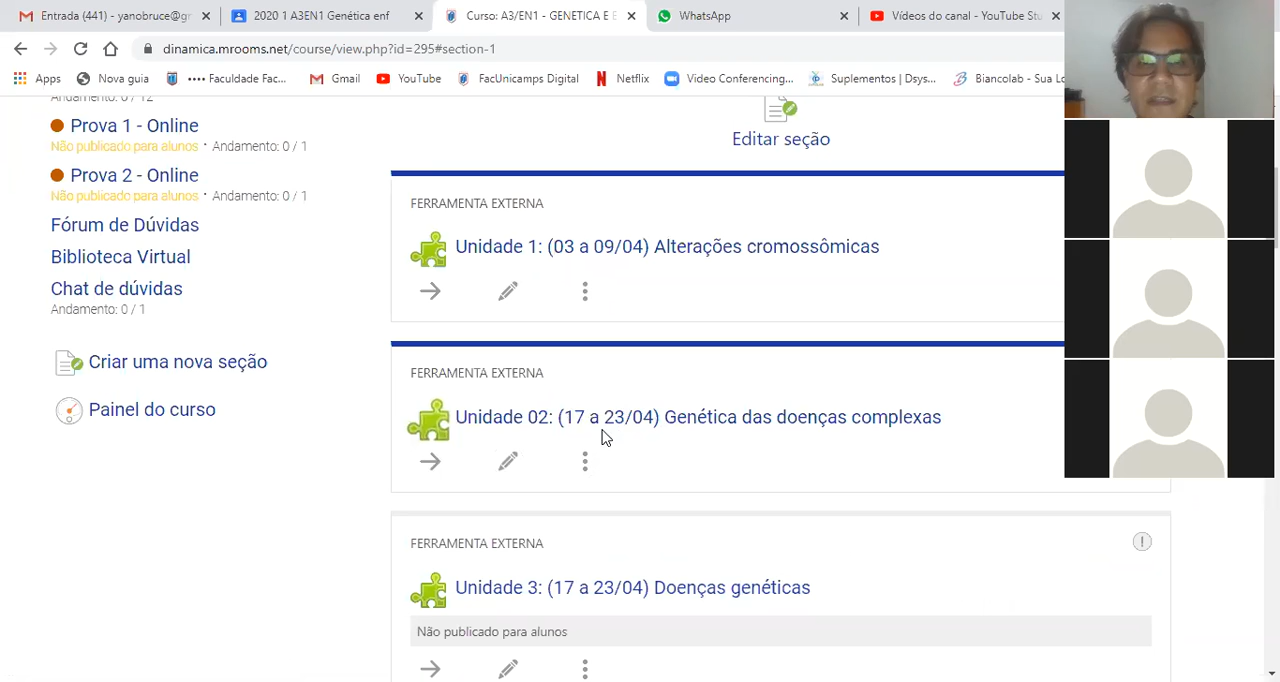 Entrada (441) - yanobruce@gr
2020 1 A3EN1 Genética enf
Curso: A3/EN1 - GENETICA E E
WhatsApp
Vídeos do canal - YouTube Stu
dinamica.mrooms.net/course/view.php?id=295#section-1
Apps
Nova guia
•••• Faculdade Fac...
Gmail
YouTube
FacUnicamps Digital
Netflix
Video Conferencing...
Suplementos | Dsys...
Biancolab - Sua Lo
Andamento: 0 / 12
Prova 1 - Online
Não publicado para alunos · Andamento: 0 / 1
Prova 2 - Online
Não publicado para alunos · Andamento: 0 / 1
Fórum de Dúvidas
Biblioteca Virtual
Chat de dúvidas
Andamento: 0 / 1
Criar uma nova seção
Painel do curso
Editar seção
FERRAMENTA EXTERNA
Unidade 1: (03 a 09/04) Alterações cromossômicas
FERRAMENTA EXTERNA
Unidade 02: (17 a 23/04) Genética das doenças complexas
FERRAMENTA EXTERNA
Unidade 3: (17 a 23/04) Doenças genéticas
Não publicado para alunos